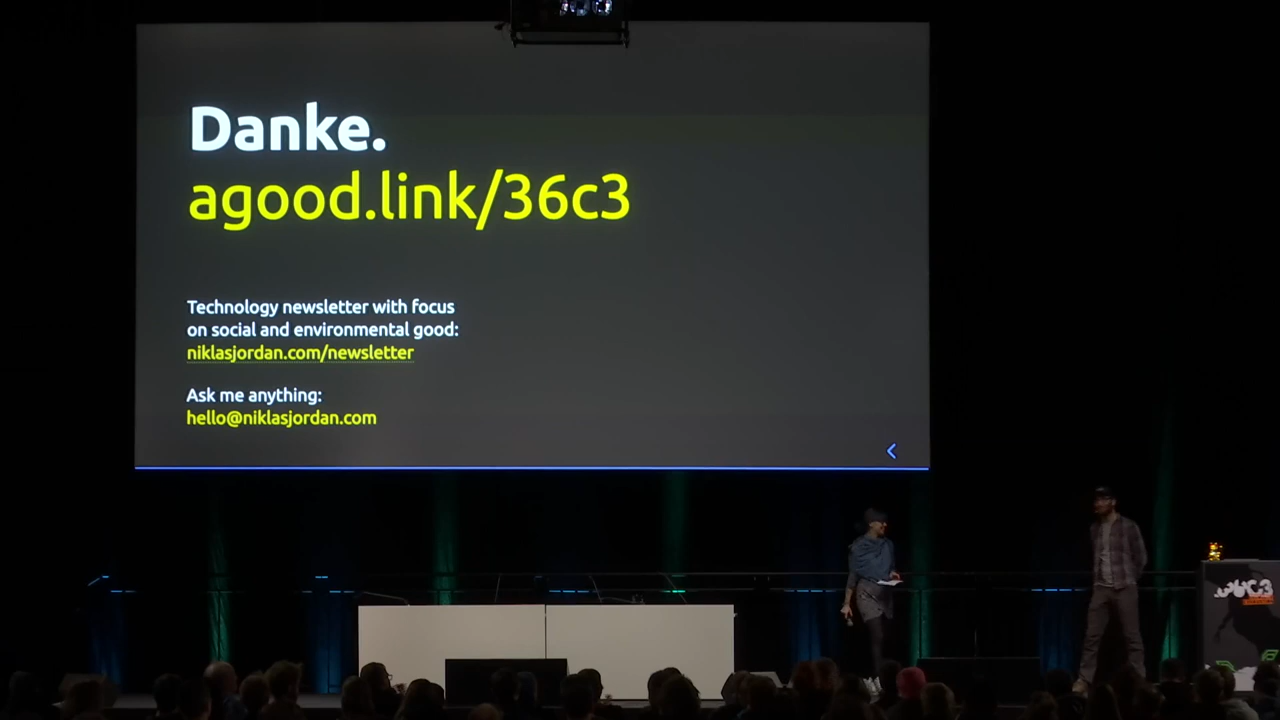 Danke.
agood.link/36c3
Technology newsletter with focus
on social and environmental good:
niklasjordan.com/newsletter
Ask me anything:
hello@niklasjordan.com